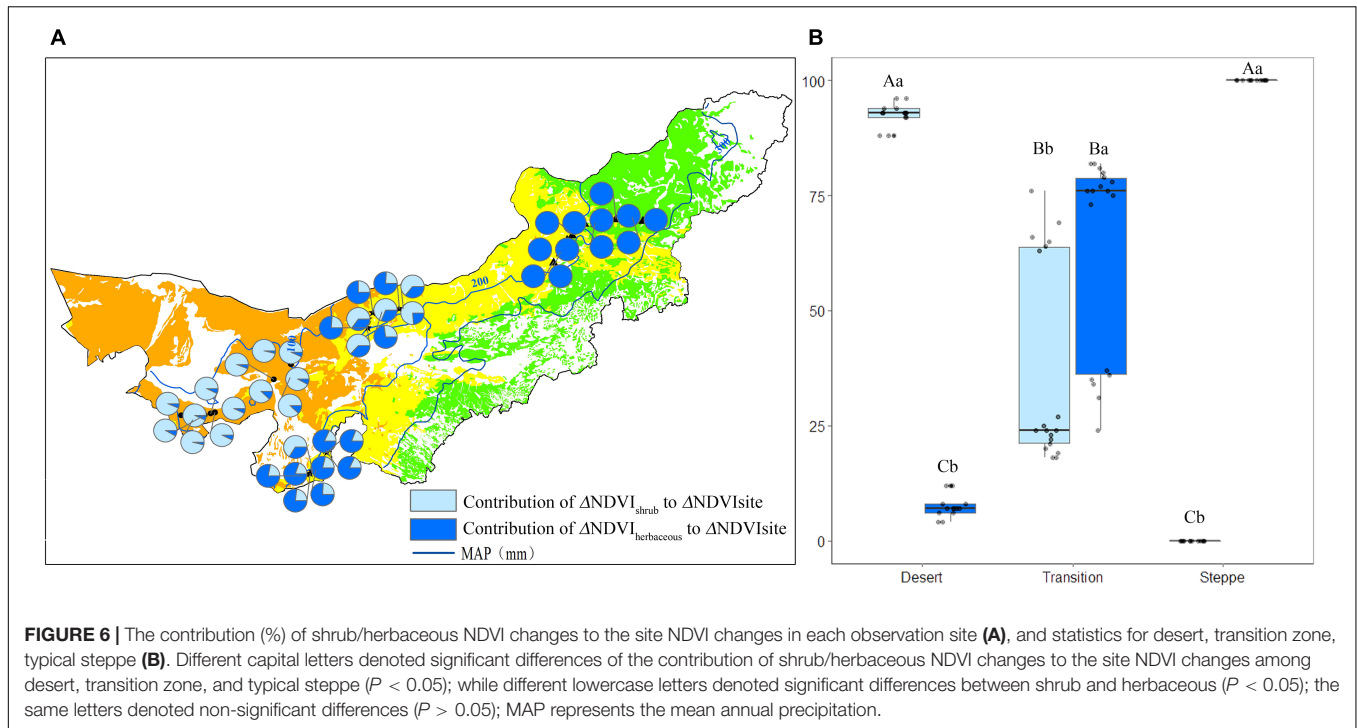 A
B
300
200
100
Contribution of ΔNDVIshrub to ΔNDVIsite
Contribution of ΔNDVIherbaceous to ΔNDVIsite
MAP（mm）
100
75
50
25
0
Aa
Cb
Bb
Ba
Aa
Cb
Desert
Transition
Steppe
FIGURE 6 | The contribution (%) of shrub/herbaceous NDVI changes to the site NDVI changes in each observation site (A), and statistics for desert, transition zone,
typical steppe (B). Different capital letters denoted significant differences of the contribution of shrub/herbaceous NDVI changes to the site NDVI changes among
desert, transition zone, and typical steppe (P < 0.05); while different lowercase letters denoted significant differences between shrub and herbaceous (P < 0.05); the
same letters denoted non-significant differences (P > 0.05); MAP represents the mean annual precipitation.